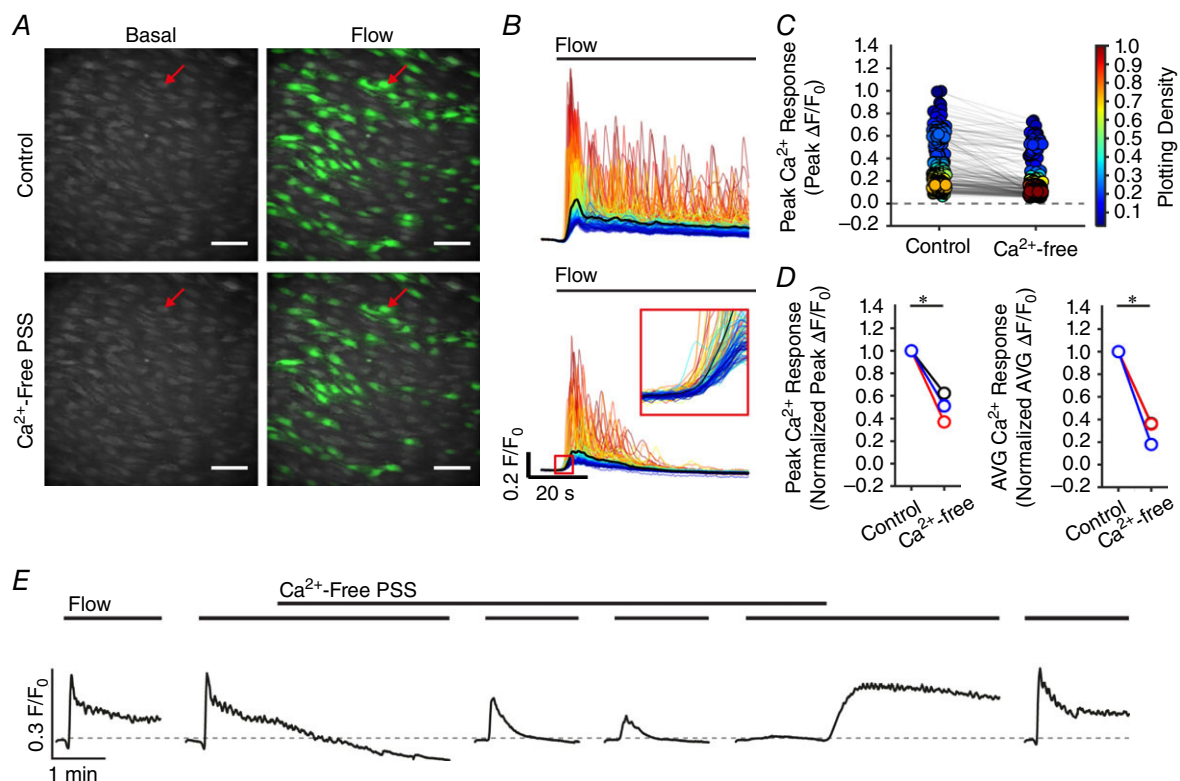 A
Basal
Flow
Control
Ca²⁺-Free PSS
B
Flow
Flow
0.2 F/F₀
20 s
C
Peak Ca²⁺ Response
(Peak ΔF/F₀)
1.4
1.2
1.0
0.8
0.6
0.4
0.2
0.0
−0.2
Control
Ca²⁺-free
1.0
0.9
0.8
0.7
0.6
0.5
0.4
0.3
0.2
0.1
Plotting Density
D
Peak Ca²⁺ Response
(Normalized Peak ΔF/F₀)
1.4
1.2
1.0
0.8
0.6
0.4
0.2
0.0
−0.2
*
Control
Ca²⁺-free
AVG Ca²⁺ Response
(Normalized AVG ΔF/F₀)
1.4
1.2
1.0
0.8
0.6
0.4
0.2
0.0
−0.2
*
Control
Ca²⁺-free
E
Ca²⁺-Free PSS
Flow
0.3 F/F₀
1 min